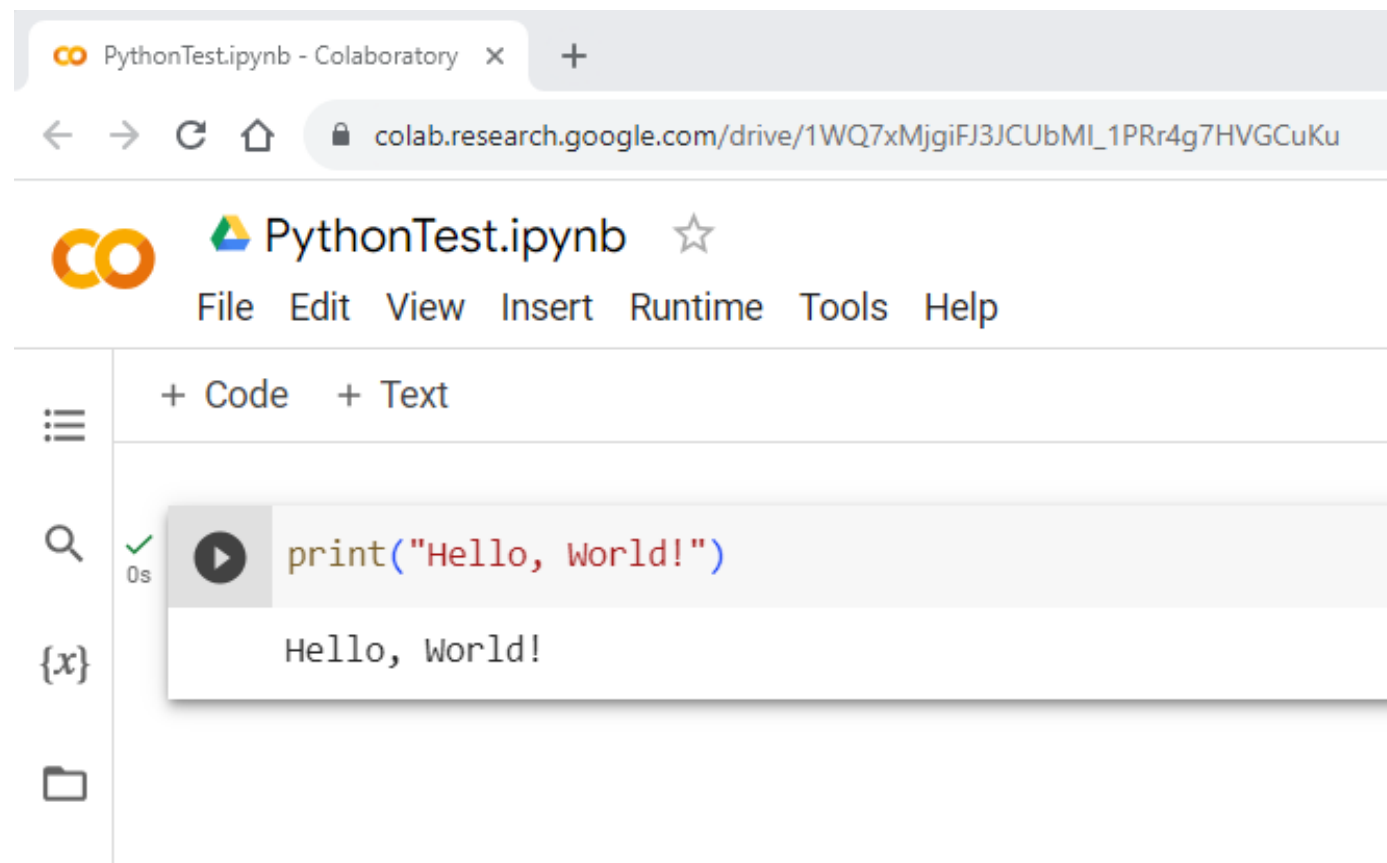 PythonTest.ipynb - Colaboratory
colab.research.google.com/drive/1WQ7xMjgiFJ3JCUbMI_1PRr4g7HVGCuKu
PythonTest.ipynb
File Edit View Insert Runtime Tools Help
+ Code + Text
print("Hello, World!")
0s
Hello, World!
{x}